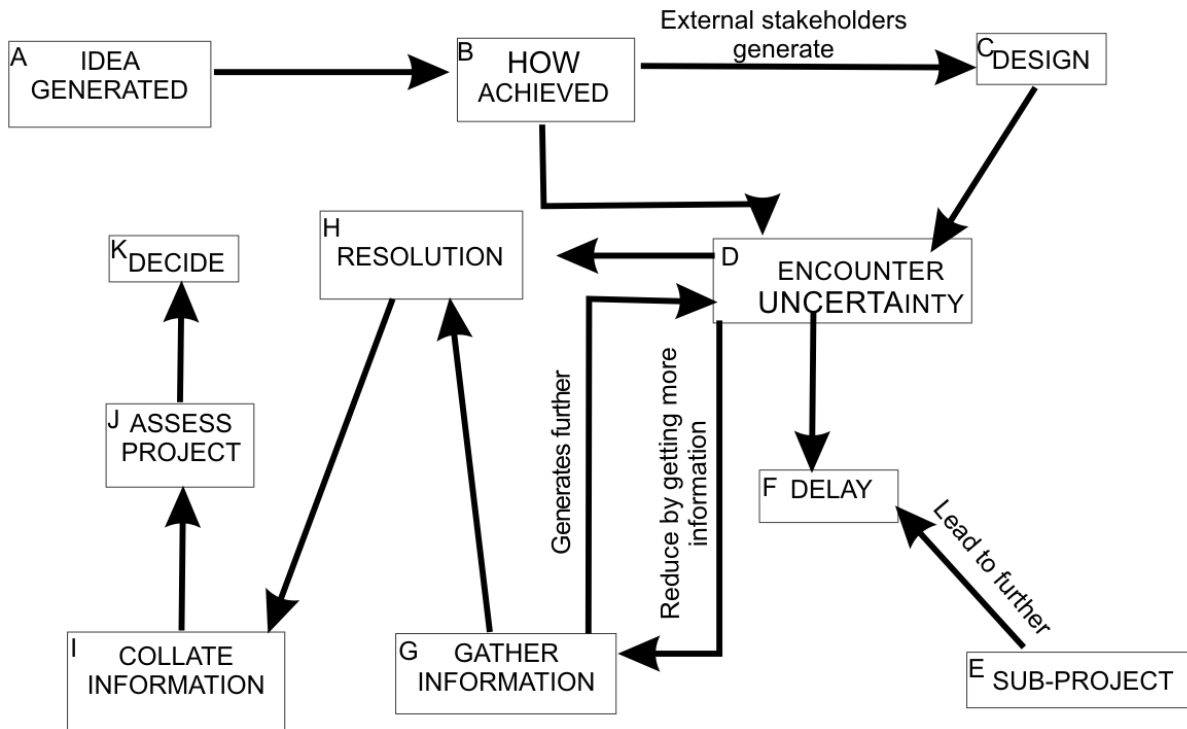 A
IDEA
GENERATED
B
HOW
ACHIEVED
External stakeholders
generate
C
DESIGN
H
RESOLUTION
D
ENCOUNTER
UNCERTAINTY
K
DECIDE
J
ASSESS
PROJECT
Generates further
Reduce by getting more
information
F
DELAY
Lead to further
I
COLLATE
INFORMATION
G
GATHER
INFORMATION
E
SUB-PROJECT